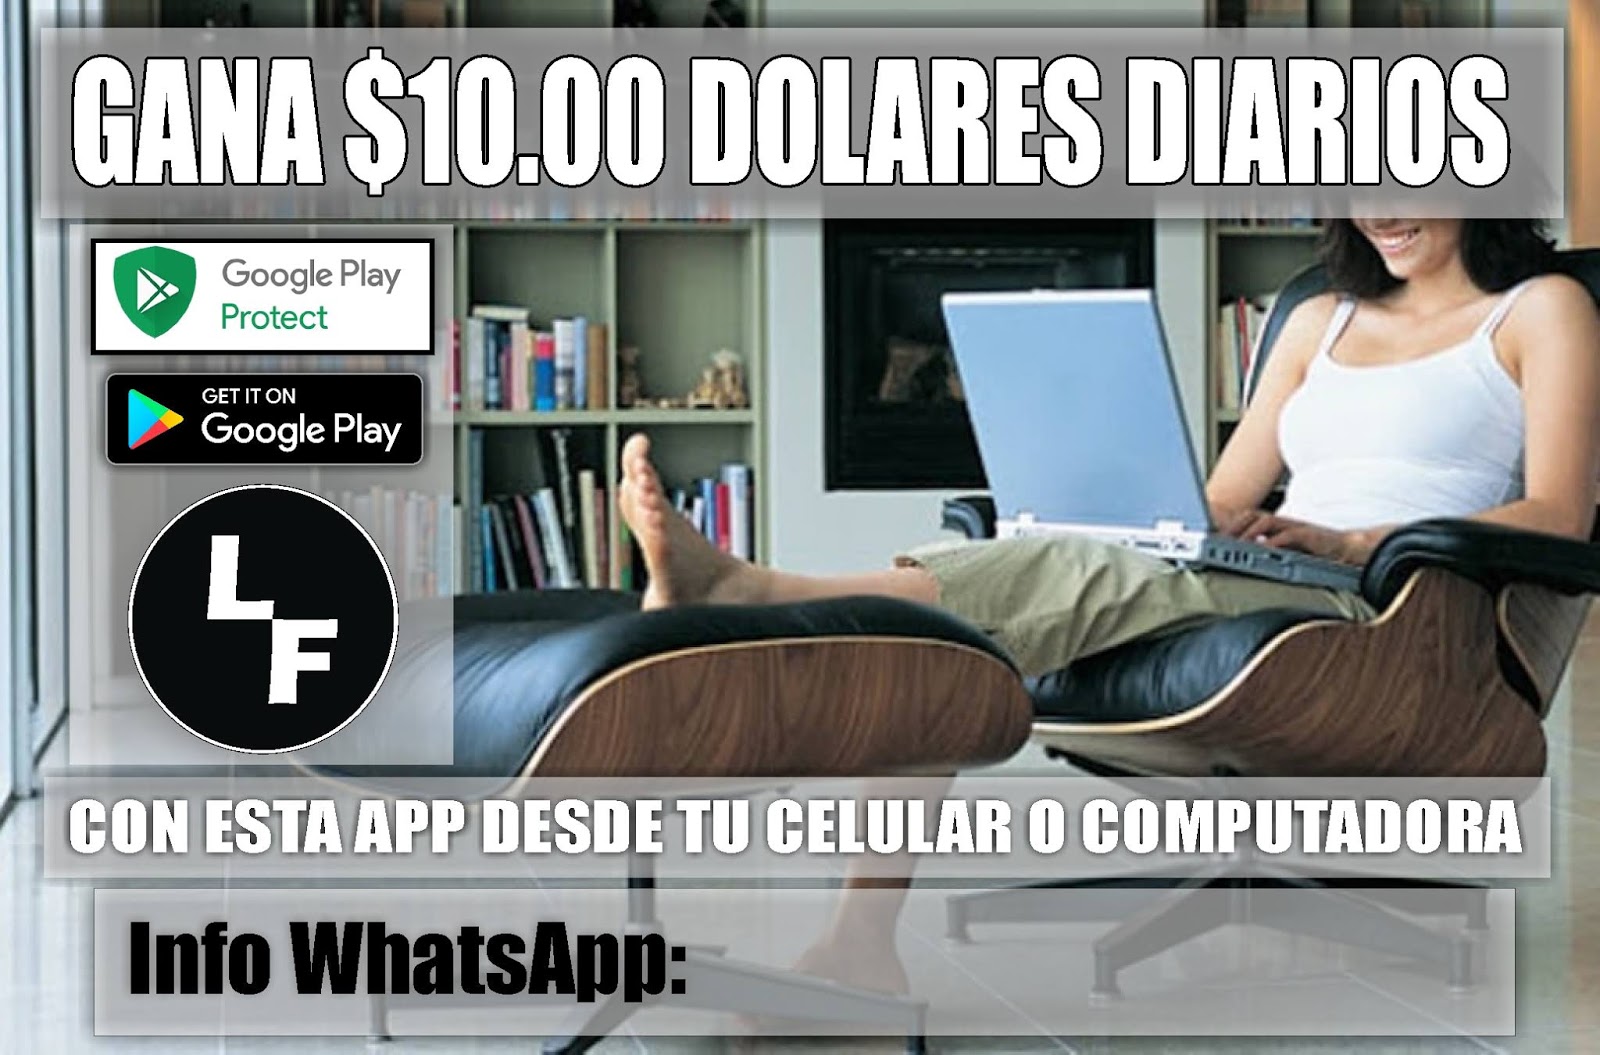 GANA $10.00 DOLARES DIARIOS
Google Play
Protect
GET IT ON
Google Play
LF
CON ESTA APP DESDE TU CELULAR O COMPUTADORA
Info WhatsApp: